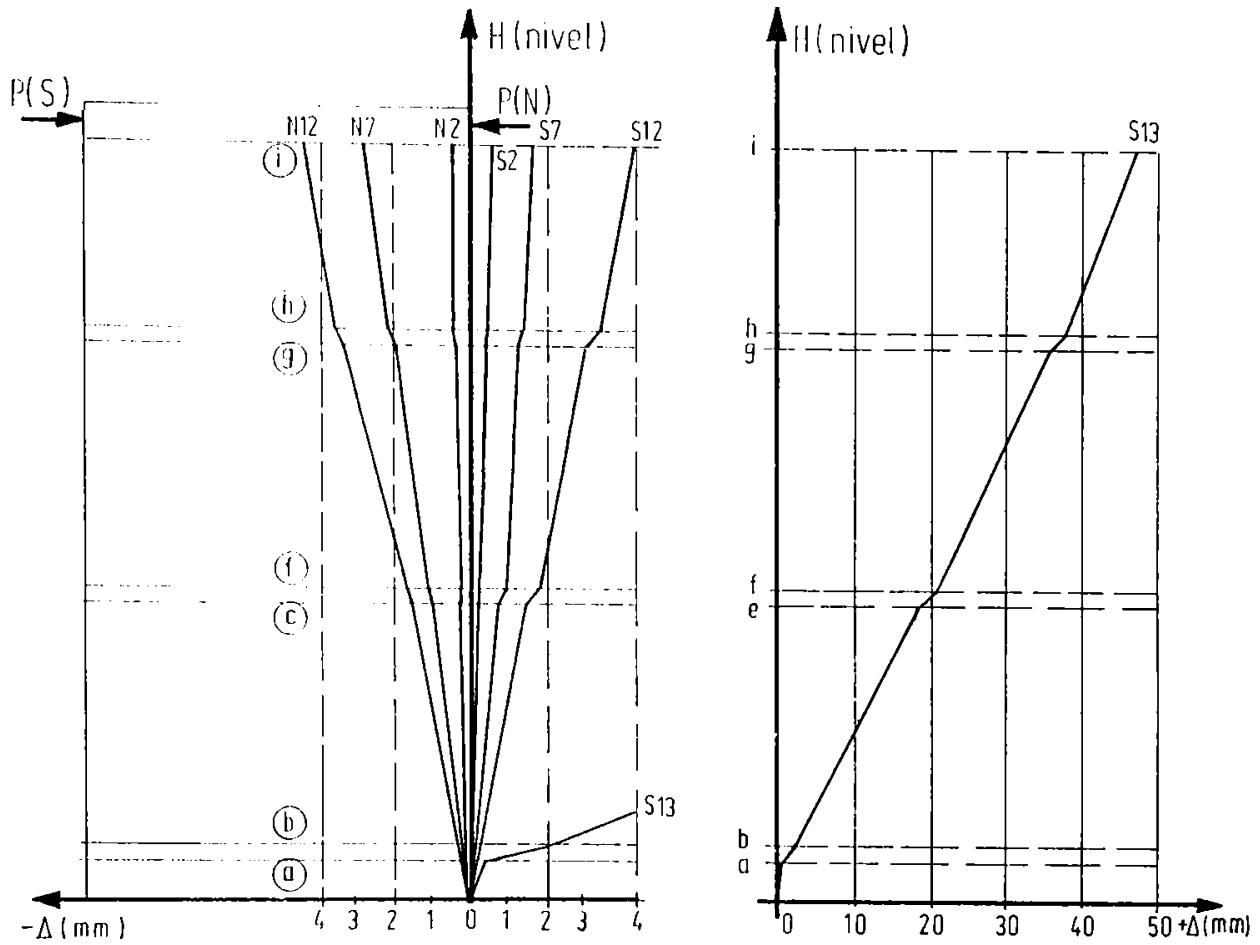 H(nivel)
H(nivel)
P(S)
P(N)
N12 N7 N2 S7 S12
S2
S13
i
i
h
h
g
g
f
f
c
e
S13
b
b
a
a
4 3 2 1 0 1 2 3 4
-Δ(mm)
0 10 20 30 40 50 +Δ(mm)